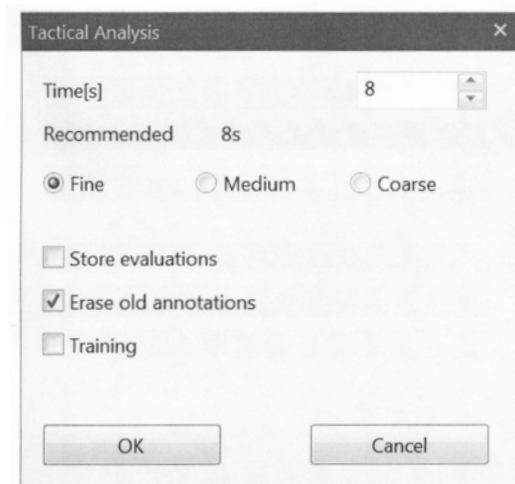 Tactical Analysis
Time[s] 8
Recommended 8s
Fine Medium Coarse
Store evaluations
Erase old annotations
Training
OK Cancel